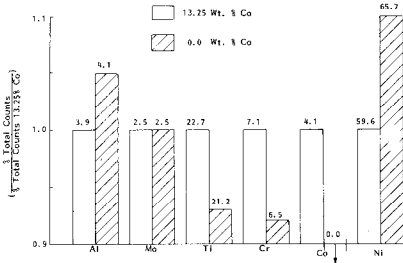 13.25 Wt. % Co
0.0 Wt. % Co
( % Total Counts / % Total Counts 13.25% Co )
1.1
1.0
0.9
3.9
4.1
2.5
2.5
22.7
21.2
7.1
6.5
4.1
0.0
59.6
65.7
Al
Mo
Ti
Cr
Co
Ni